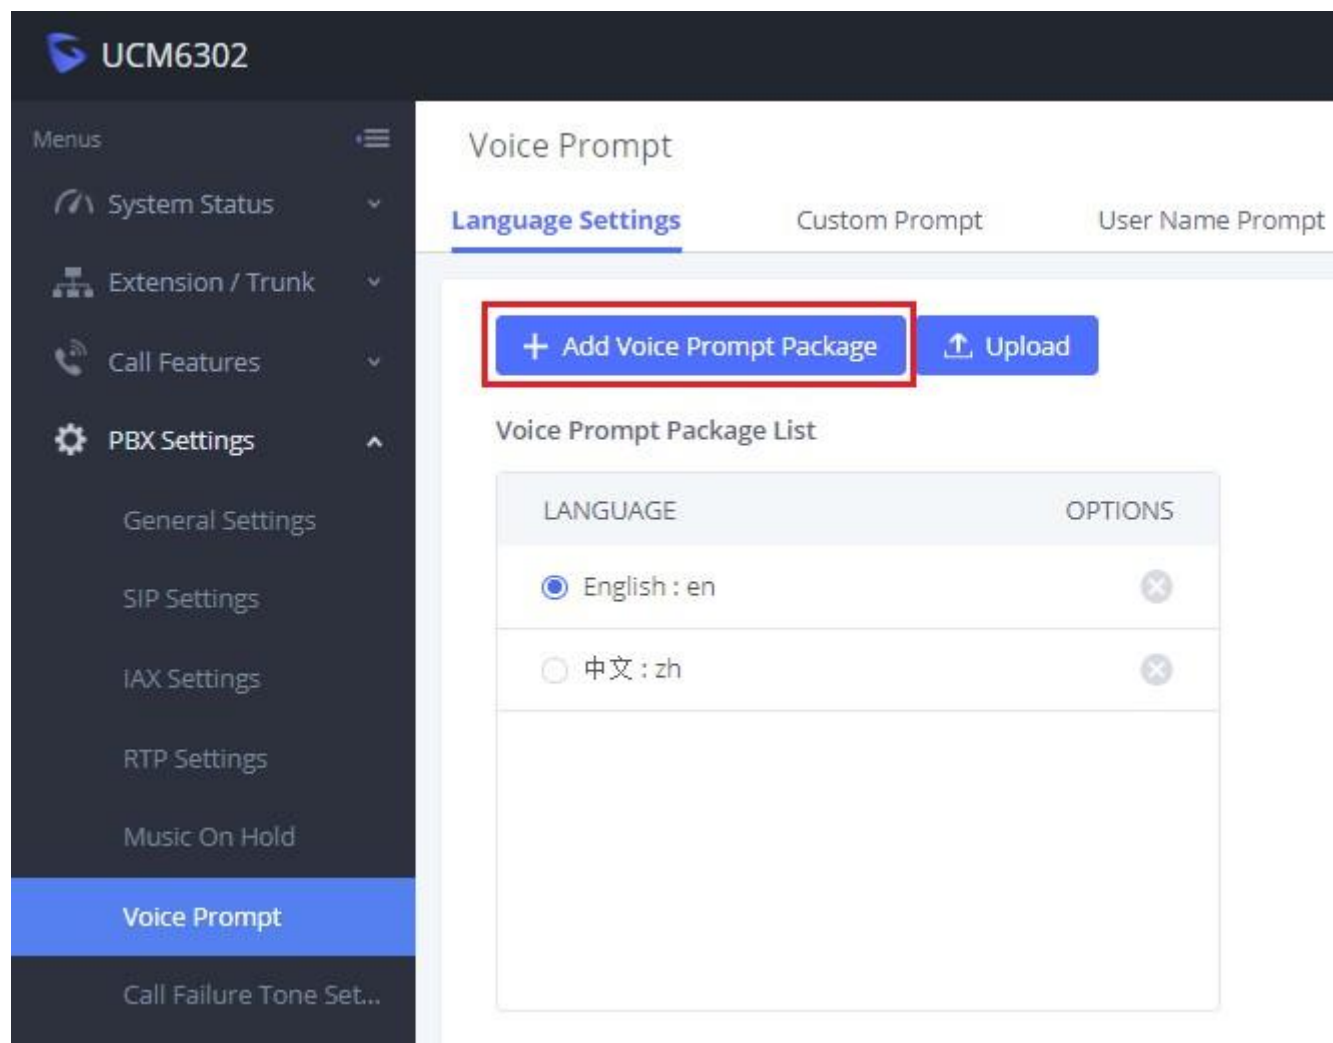 UCM6302
Menus
System Status
Extension / Trunk
Call Features
PBX Settings
General Settings
SIP Settings
IAX Settings
RTP Settings
Music On Hold
Voice Prompt
Call Failure Tone Set...
Voice Prompt
Language Settings Custom Prompt User Name Prompt
+ Add Voice Prompt Package Upload
Voice Prompt Package List
LANGUAGE OPTIONS
English : en
中文 : zh